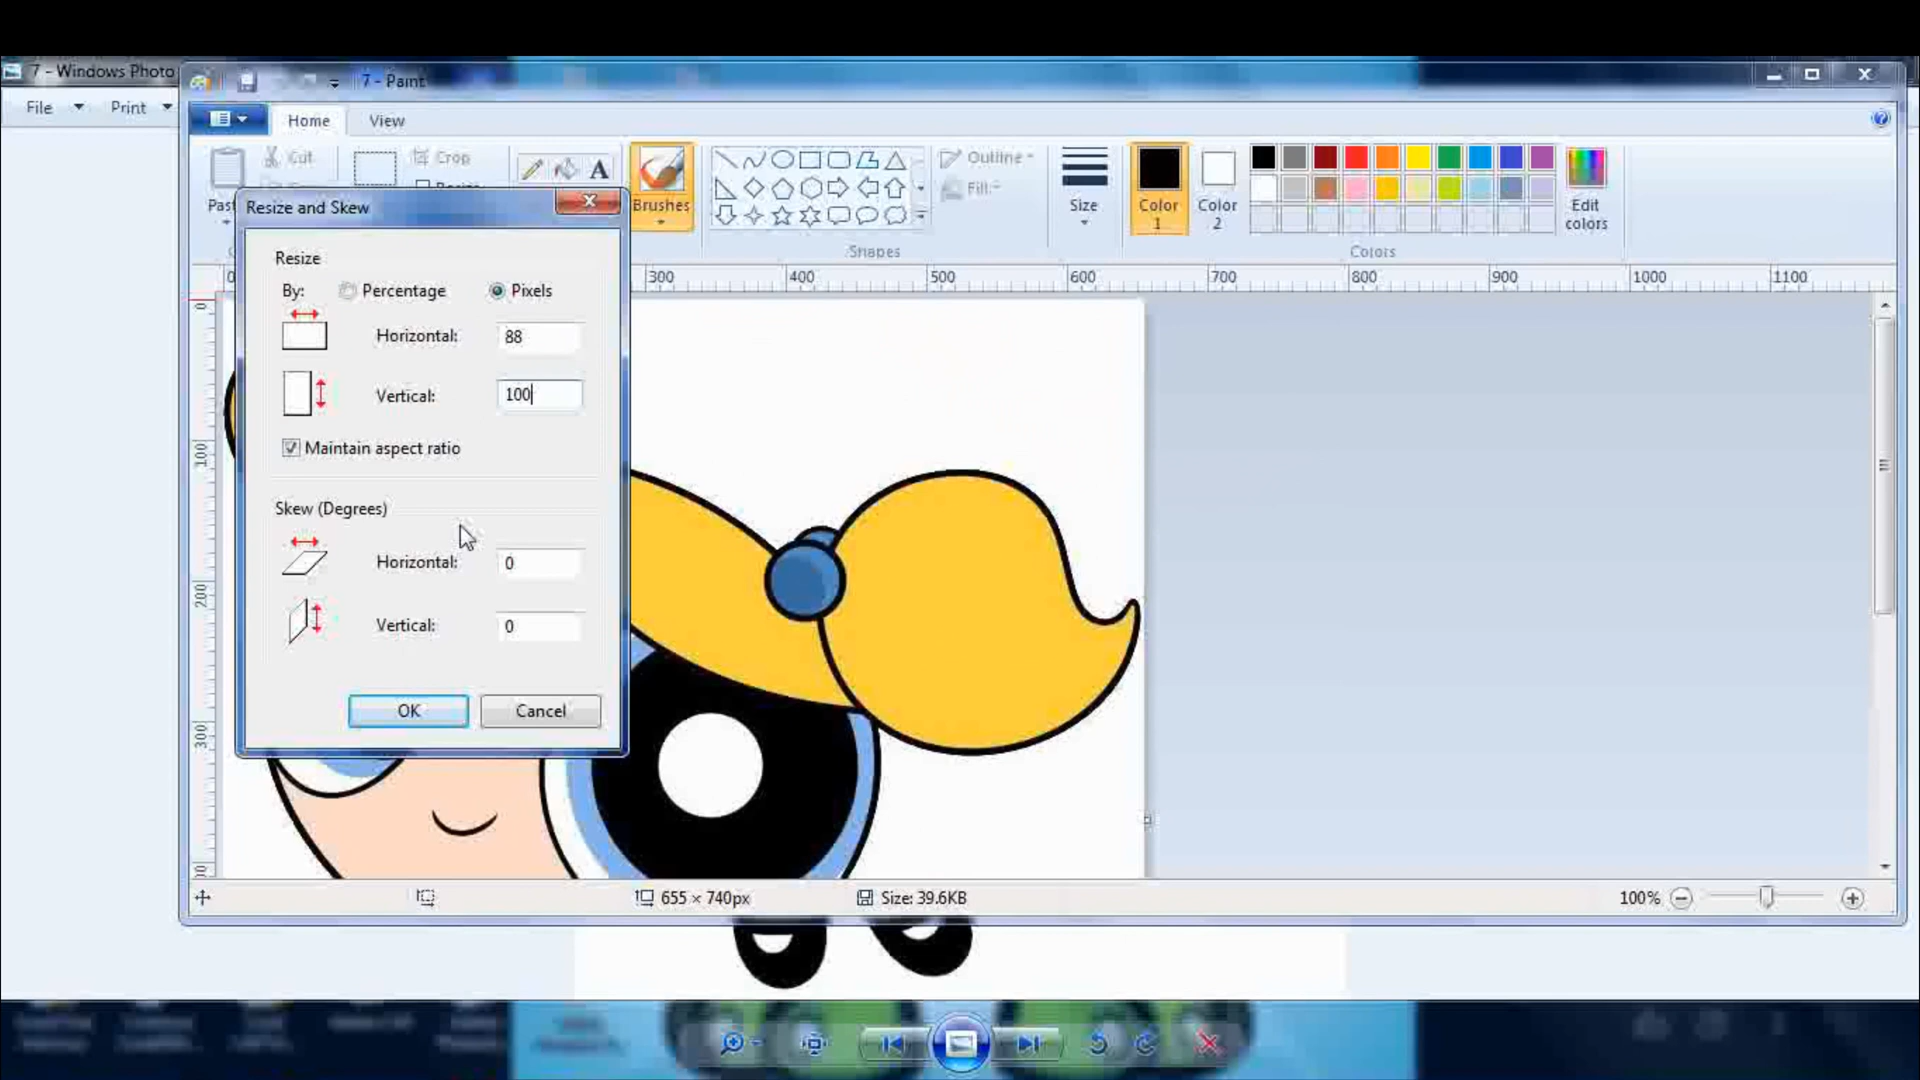 7 - Windows Photo
7 - Paint
File
Print
Home
View
Cut
Crop
Past
Brushes
Outline
Fill
Size
Color
1
Color
2
Edit
colors
Shapes
Colors
Resize and Skew
Resize
By:
Percentage
Pixels
Horizontal:
88
Vertical:
100
Maintain aspect ratio
Skew (Degrees)
Horizontal:
0
Vertical:
0
OK
Cancel
0
300
400
500
600
700
800
900
1000
1100
0
100
200
300
655 × 740px
Size: 39.6KB
100%